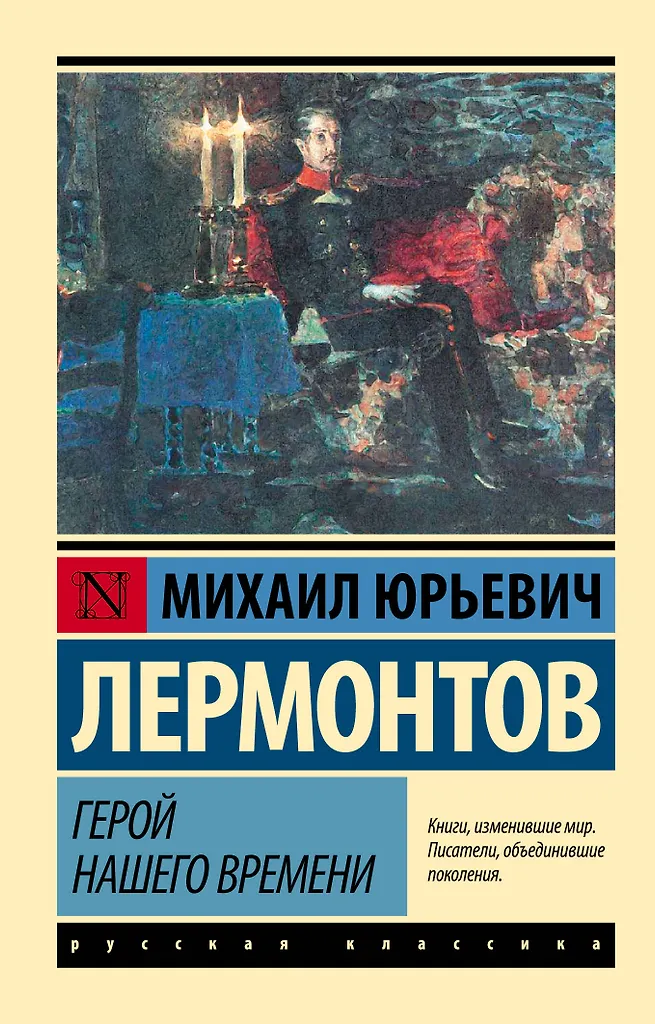 N
МИХАИЛ ЮРЬЕВИЧ
ЛЕРМОНТОВ
ГЕРОЙ
НАШЕГО ВРЕМЕНИ
Книги, изменившие мир.
Писатели, объединившие
поколения.
русская классика